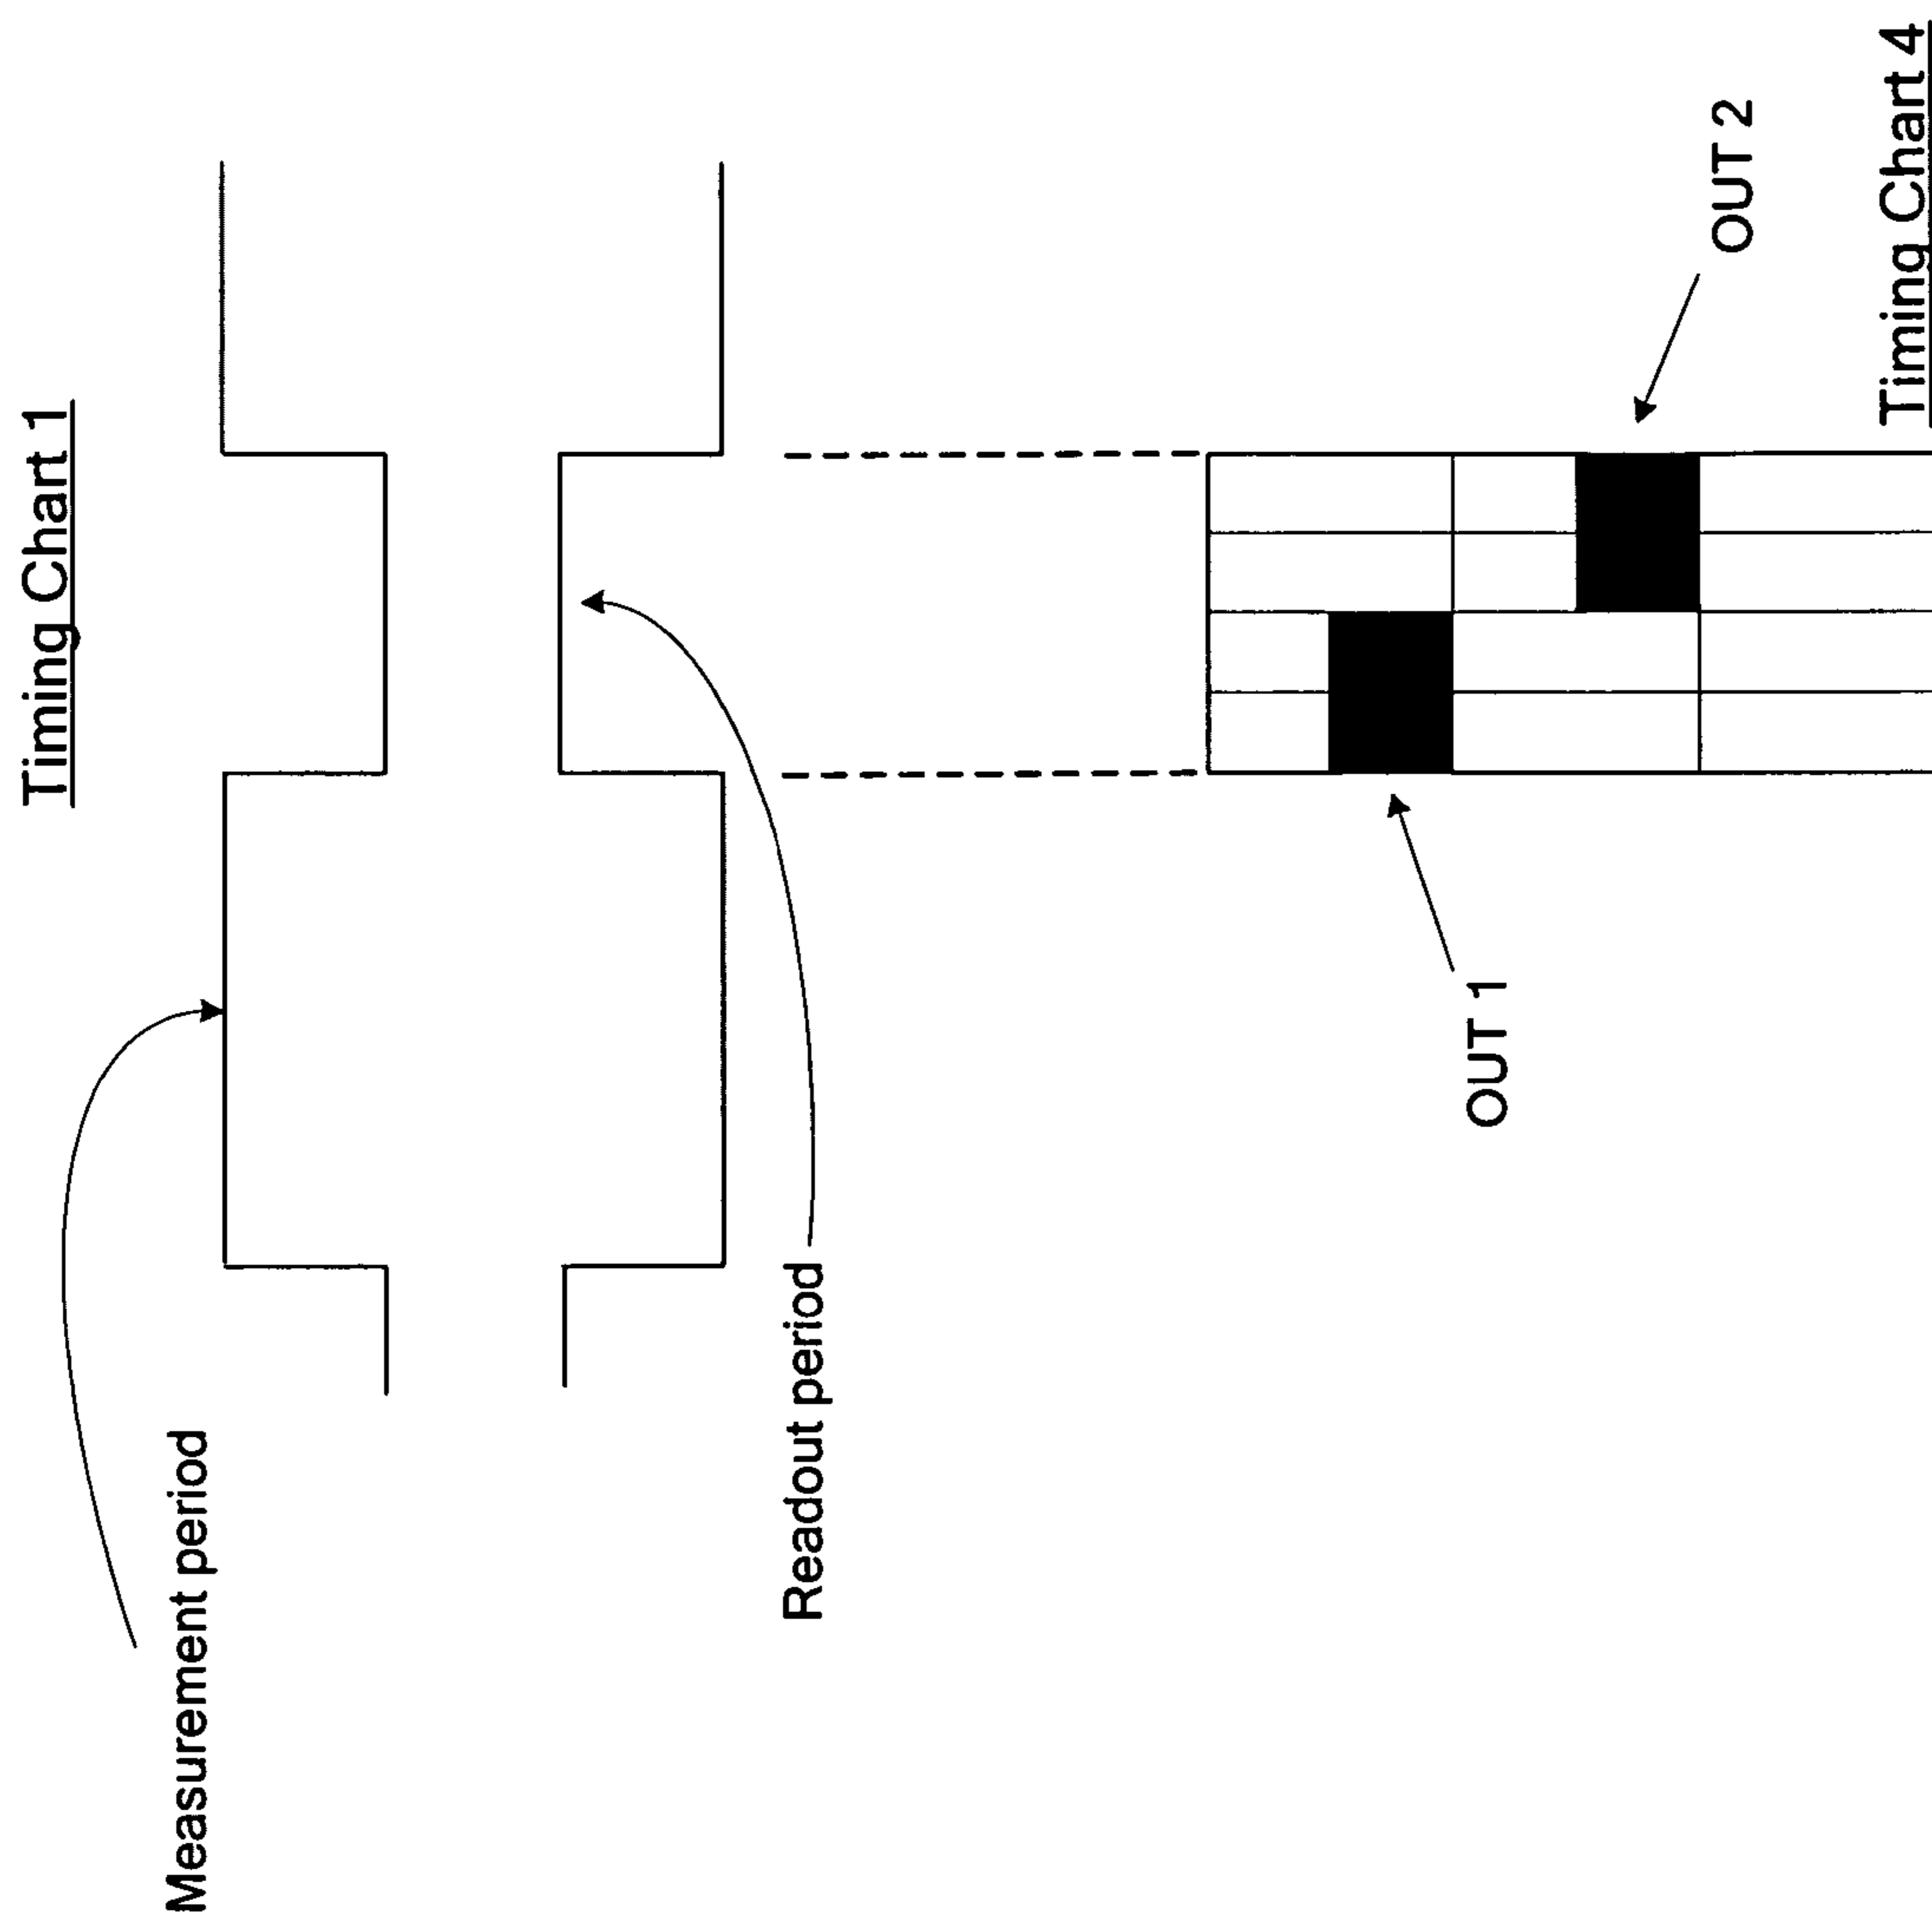 Timing Chart 1
Measurement period
Readout period
OUT 1
OUT 2
Timing Chart 4